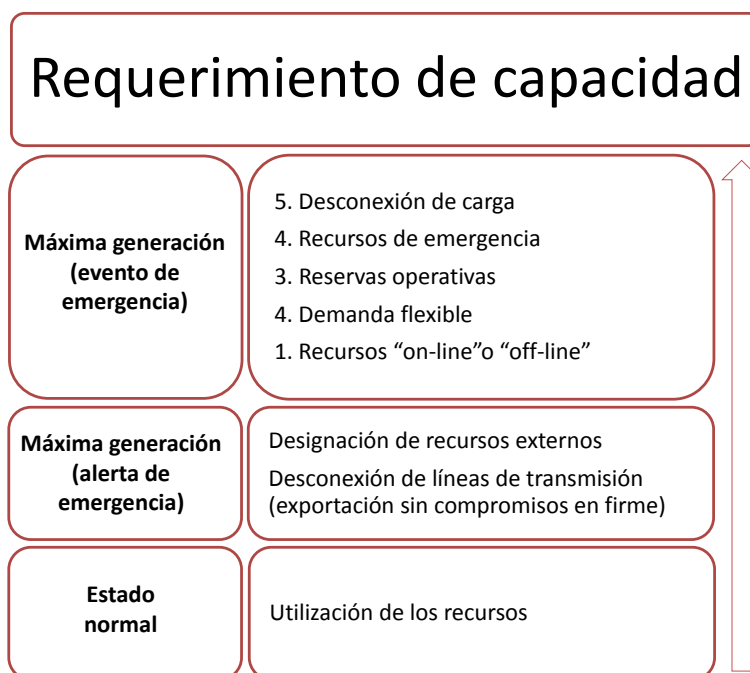 Requerimiento de capacidad
Máxima generación
(evento de
emergencia)
5. Desconexión de carga
4. Recursos de emergencia
3. Reservas operativas
4. Demanda flexible
1. Recursos “on-line”o “off-line”
Máxima generación
(alerta de
emergencia)
Designación de recursos externos
Desconexión de líneas de transmisión
(exportación sin compromisos en firme)
Estado
normal
Utilización de los recursos